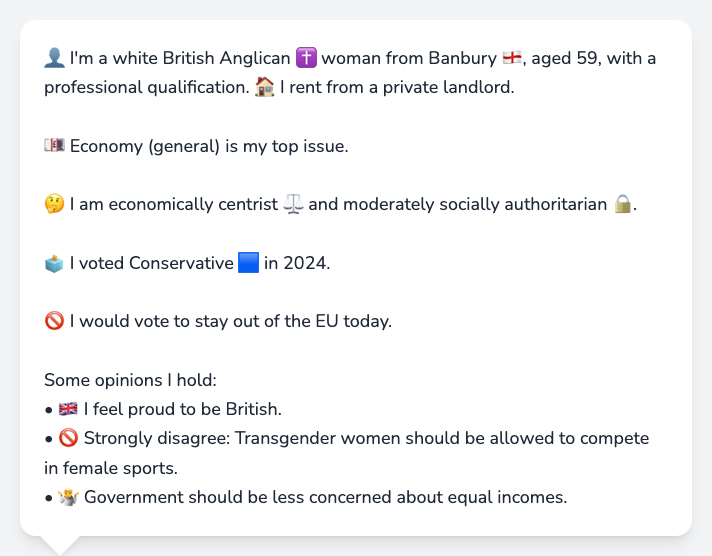 👤 I'm a white British Anglican ✝️ woman from Banbury 🏴󠁧󠁢󠁥󠁮󠁧󠁿, aged 59, with a
professional qualification. 🏠 I rent from a private landlord.
💷 Economy (general) is my top issue.
🤔 I am economically centrist ⚖️ and moderately socially authoritarian 🔒.
🗳️ I voted Conservative 🟦 in 2024.
🚫 I would vote to stay out of the EU today.
Some opinions I hold:
• 🇬🇧 I feel proud to be British.
• 🚫 Strongly disagree: Transgender women should be allowed to compete
in female sports.
• 🤷 Government should be less concerned about equal incomes.